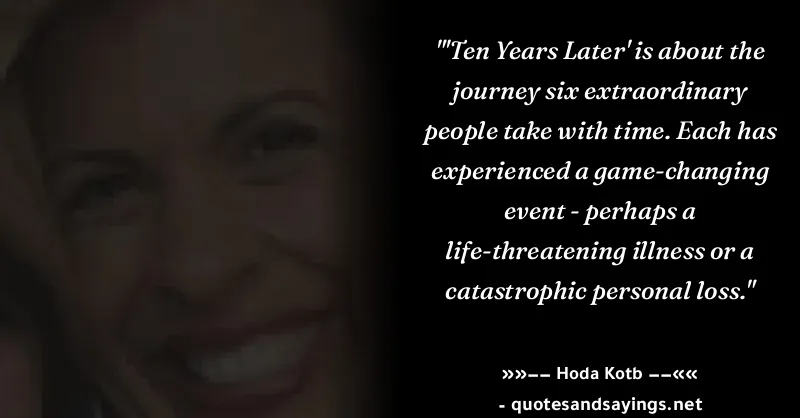 "'Ten Years Later' is about the
journey six extraordinary
people take with time. Each has
experienced a game-changing
event - perhaps a
life-threatening illness or a
catastrophic personal loss."
»»−− Hoda Kotb −−««
- quotesandsayings.net